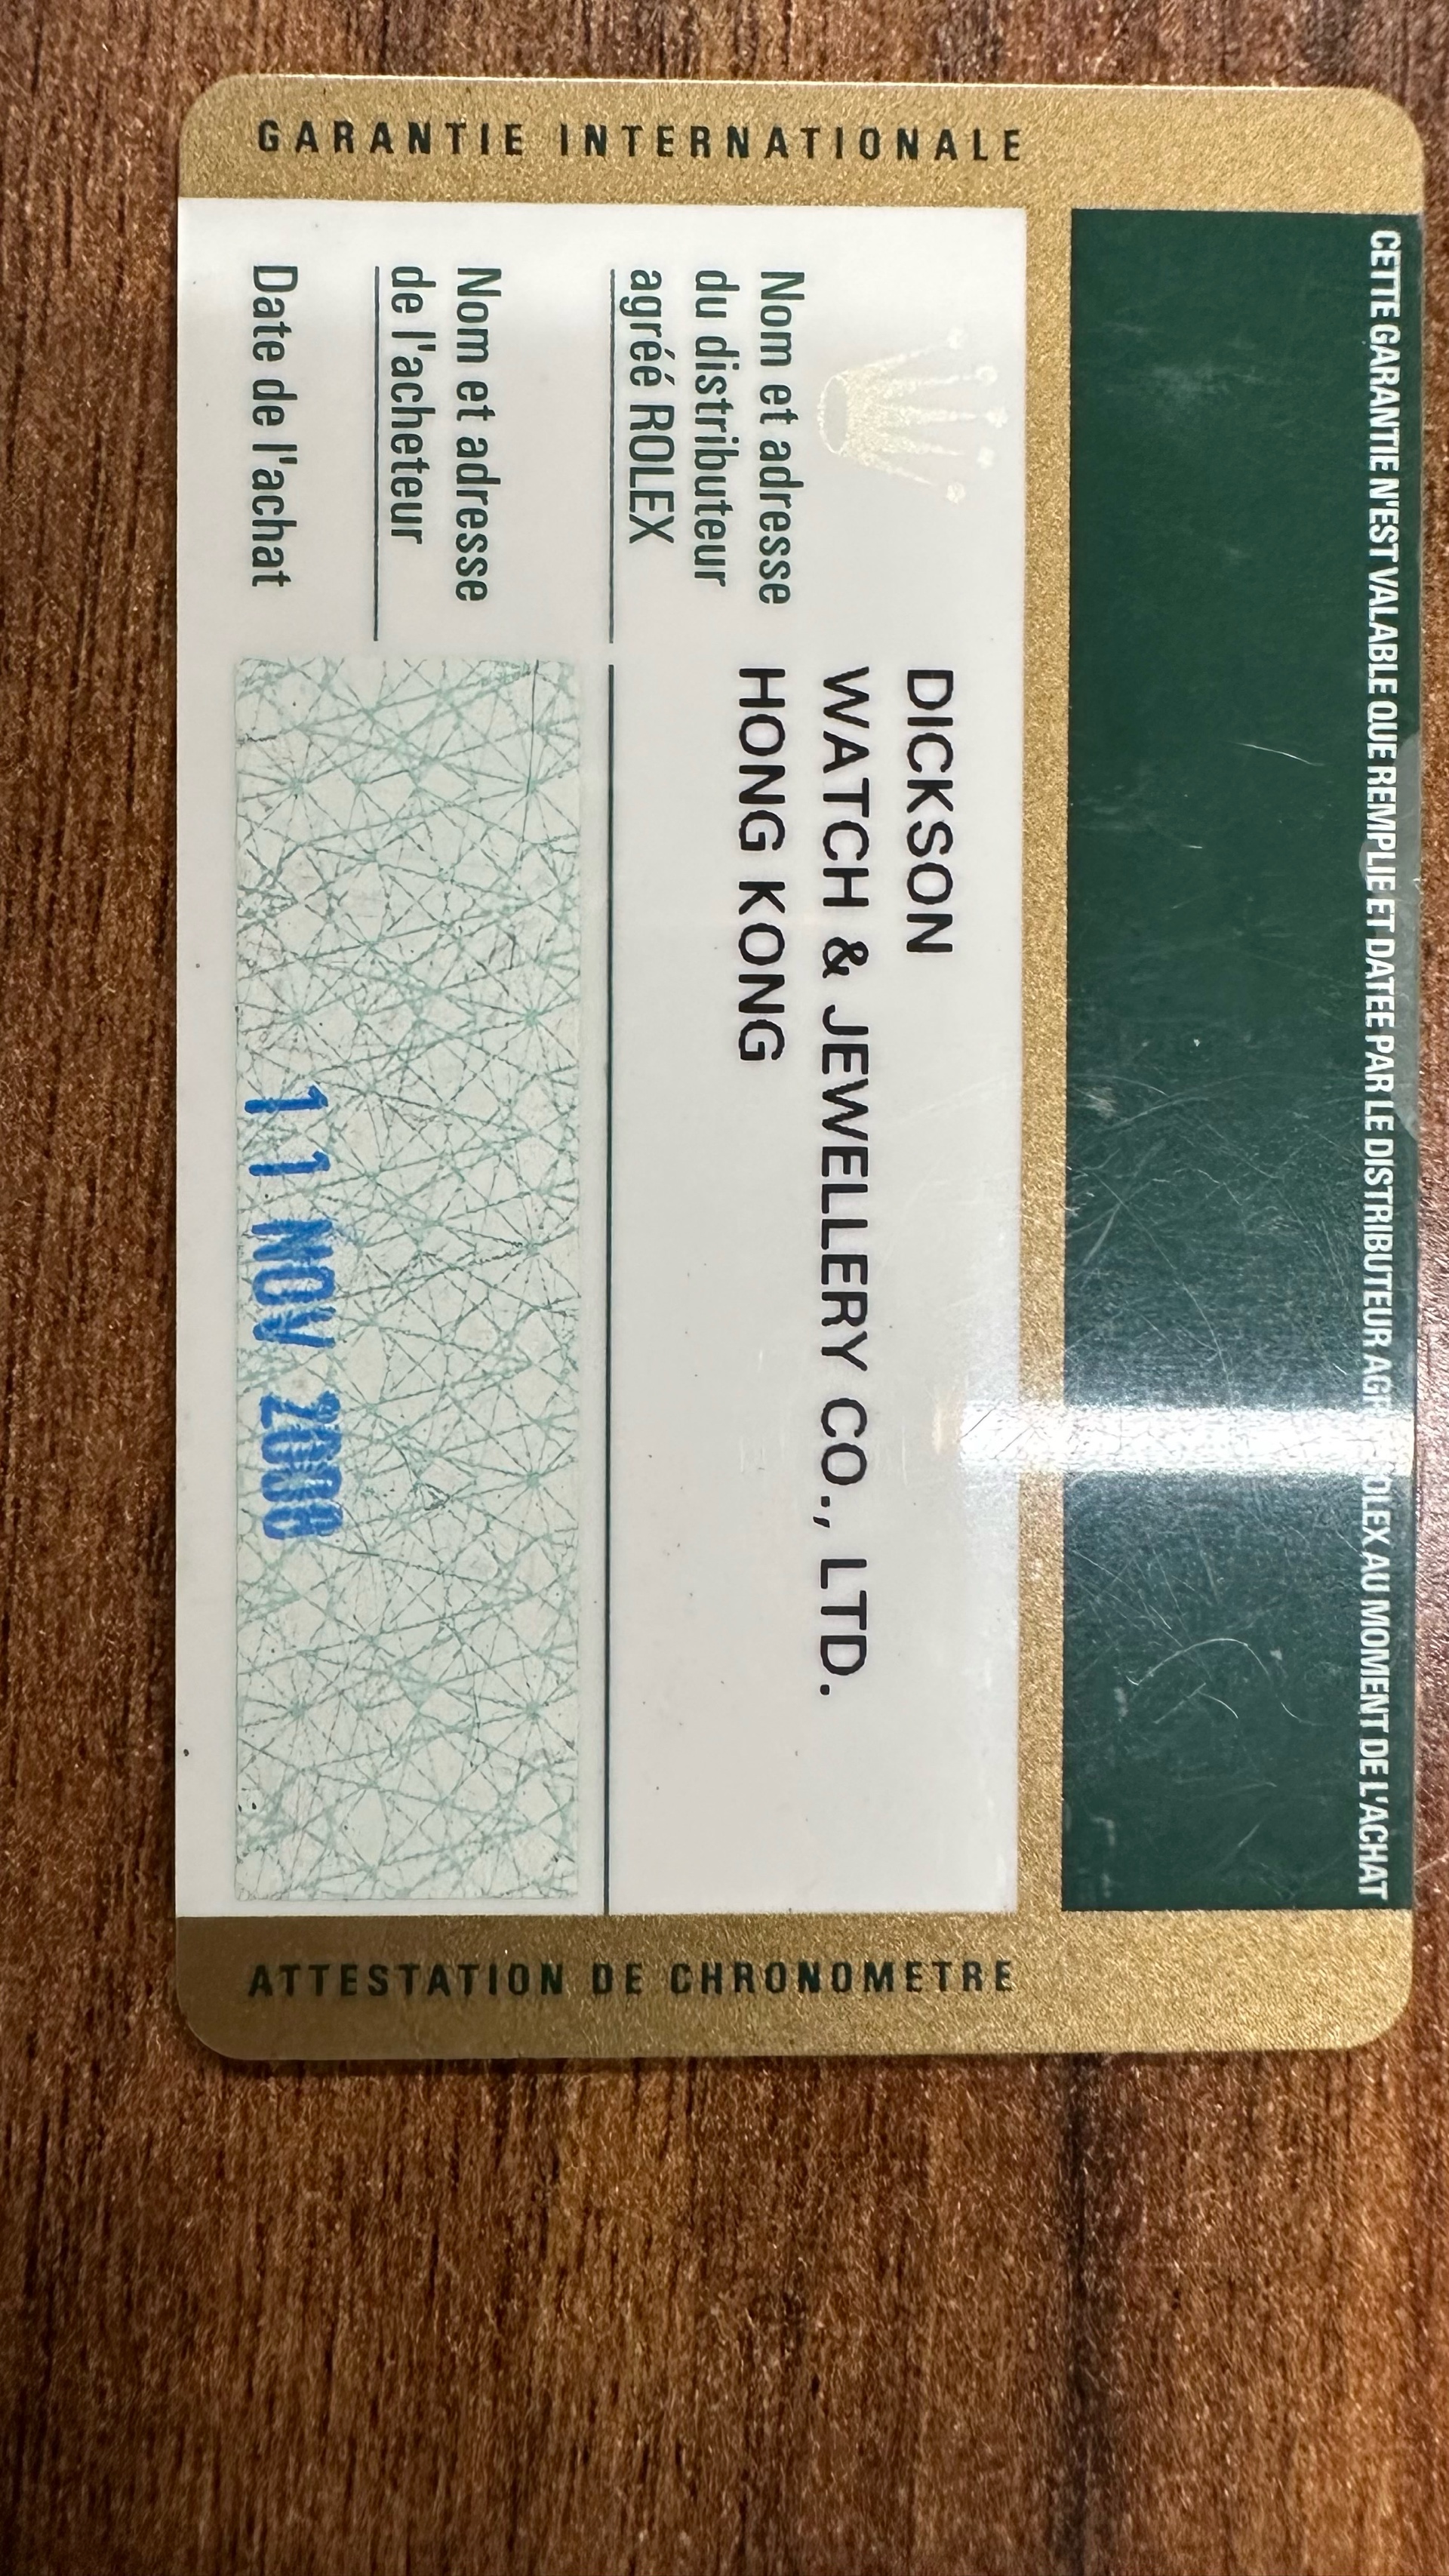 CETTE GARANTIE N'EST VALABLE QUE REMPLIE ET DATEE PAR LE DISTRIBUTEUR ROLEX AU MOMENT DE L'ACHAT
GARANTIE INTERNATIONALE
DICKSON
WATCH & JEWELLERY CO., LTD.
HONG KONG
Nom et adresse
du distributeur
agréé ROLEX
Nom et adresse
de l'acheteur
Date de l'achat
11 NOV 2008
ATTESTATION DE CHRONOMETRE